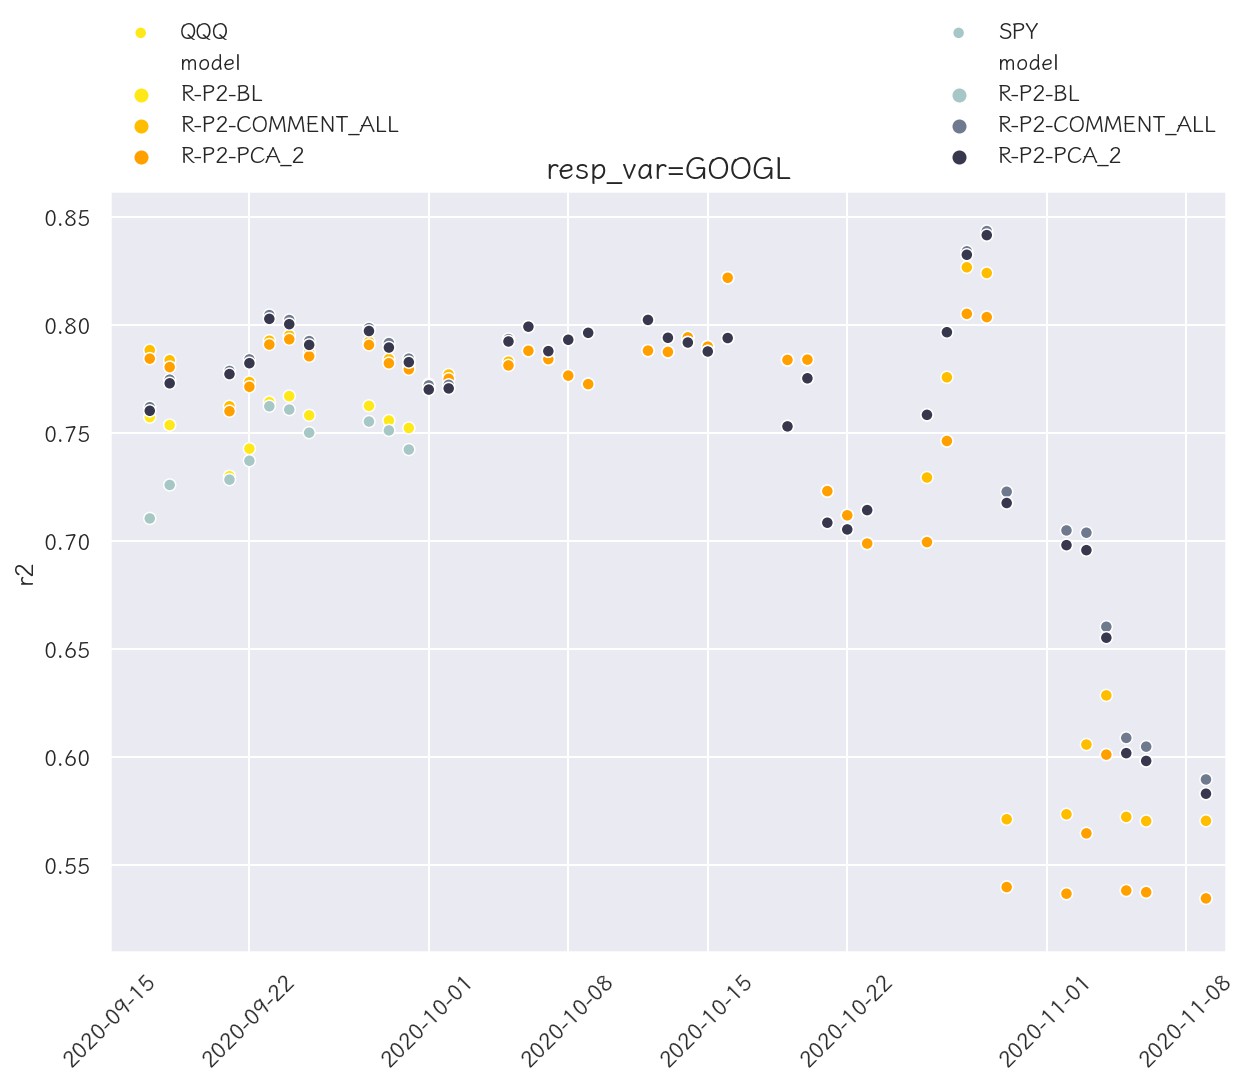 QQQ
model
R-P2-BL
R-P2-COMMENT_ALL
R-P2-PCA_2
SPY
model
R-P2-BL
R-P2-COMMENT_ALL
R-P2-PCA_2
resp_var=GOOGL
0.85
0.80
0.75
0.70
0.65
0.60
0.55
r2
2020-09-15
2020-09-22
2020-10-01
2020-10-08
2020-10-15
2020-10-22
2020-11-01
2020-11-08